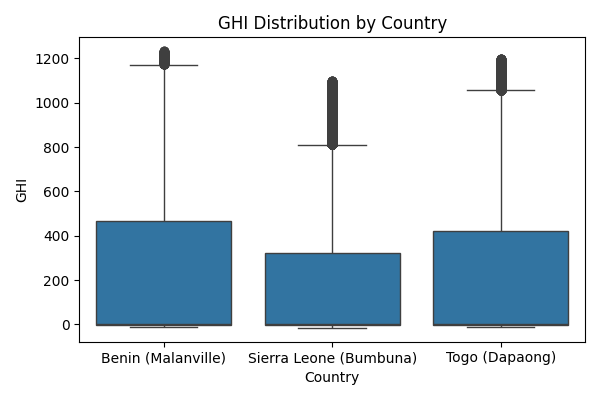 GHI Distribution by Country
GHI
1200
1000
800
600
400
200
0
Benin (Malanville)
Sierra Leone (Bumbuna)
Togo (Dapaong)
Country